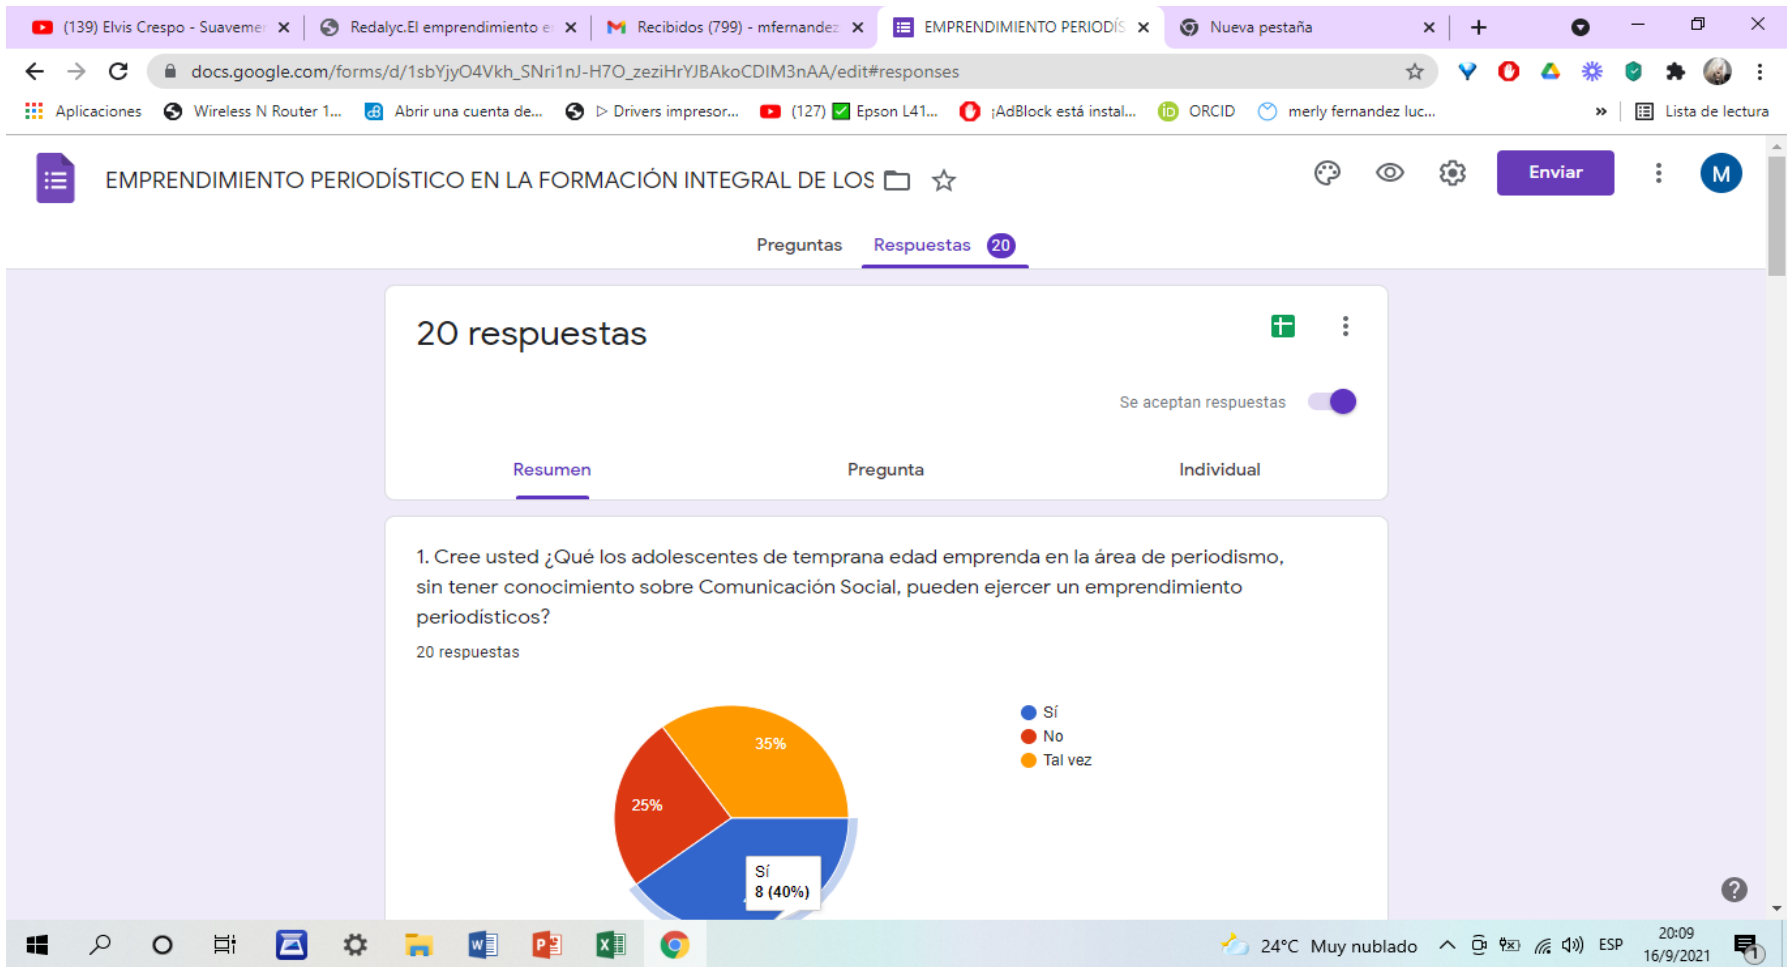 (139) Elvis Crespo - Suaveme
Redalyc.El emprendimiento e
Recibidos (799) - mfernandez
EMPRENDIMIENTO PERIODÍS
Nueva pestaña
docs.google.com/forms/d/1sbYjyO4Vkh_SNri1nJ-H7O_zeziHrYJBAkoCDIM3nAA/edit#responses
Aplicaciones
Wireless N Router 1...
Abrir una cuenta de...
▷ Drivers impresor...
(127) ✅ Epson L41...
¡AdBlock está instal...
ORCID
merly fernandez luc...
»
Lista de lectura
EMPRENDIMIENTO PERIODÍSTICO EN LA FORMACIÓN INTEGRAL DE LOS
Enviar
M
Preguntas
Respuestas 20
20 respuestas
Se aceptan respuestas
Resumen
Pregunta
Individual
1. Cree usted ¿Qué los adolescentes de temprana edad emprenda en la área de periodismo,
sin tener conocimiento sobre Comunicación Social, pueden ejercer un emprendimiento
periodísticos?
20 respuestas
Sí
No
Tal vez
35%
25%
Sí
8 (40%)
24°C Muy nublado
ESP
20:09
16/9/2021
1